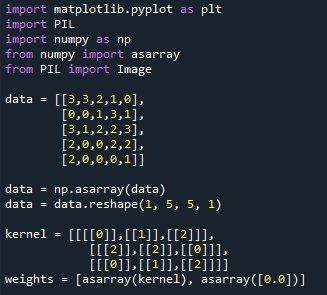 import matplotlib.pyplot as plt
import PIL
import numpy as np
from numpy import asarray
from PIL import Image
data = [[3,3,2,1,0],
[0,0,1,3,1],
[3,1,2,2,3],
[2,0,0,2,2],
[2,0,0,0,1]]
data = np.asarray(data)
data = data.reshape(1, 5, 5, 1)
kernel = [[[[0]],[[1]],[[2]]],
[[[2]],[[2]],[[0]]],
[[[0]],[[1]],[[2]]]]
weights = [asarray(kernel), asarray([0.0])]